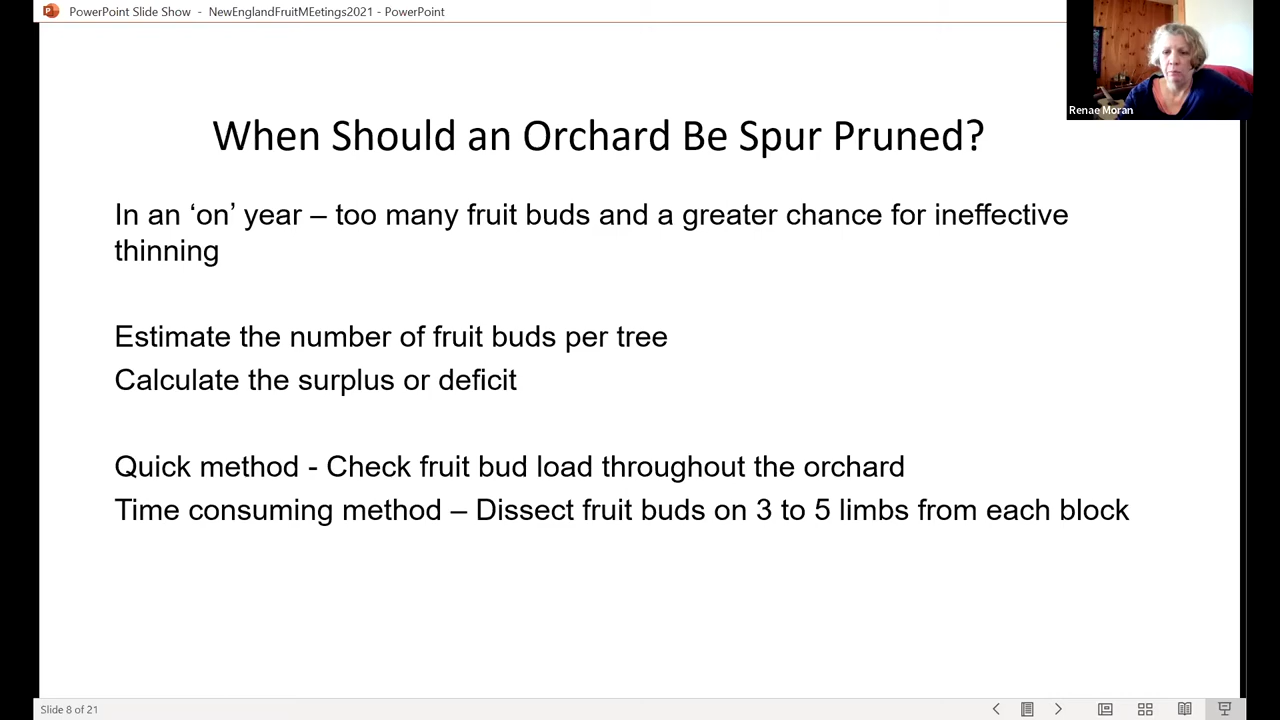 PowerPoint Slide Show - NewEnglandFruitMEetings2021 - PowerPoint
Renae Moran
When Should an Orchard Be Spur Pruned?
In an ‘on’ year – too many fruit buds and a greater chance for ineffective
thinning
Estimate the number of fruit buds per tree
Calculate the surplus or deficit
Quick method - Check fruit bud load throughout the orchard
Time consuming method – Dissect fruit buds on 3 to 5 limbs from each block
Slide 8 of 21